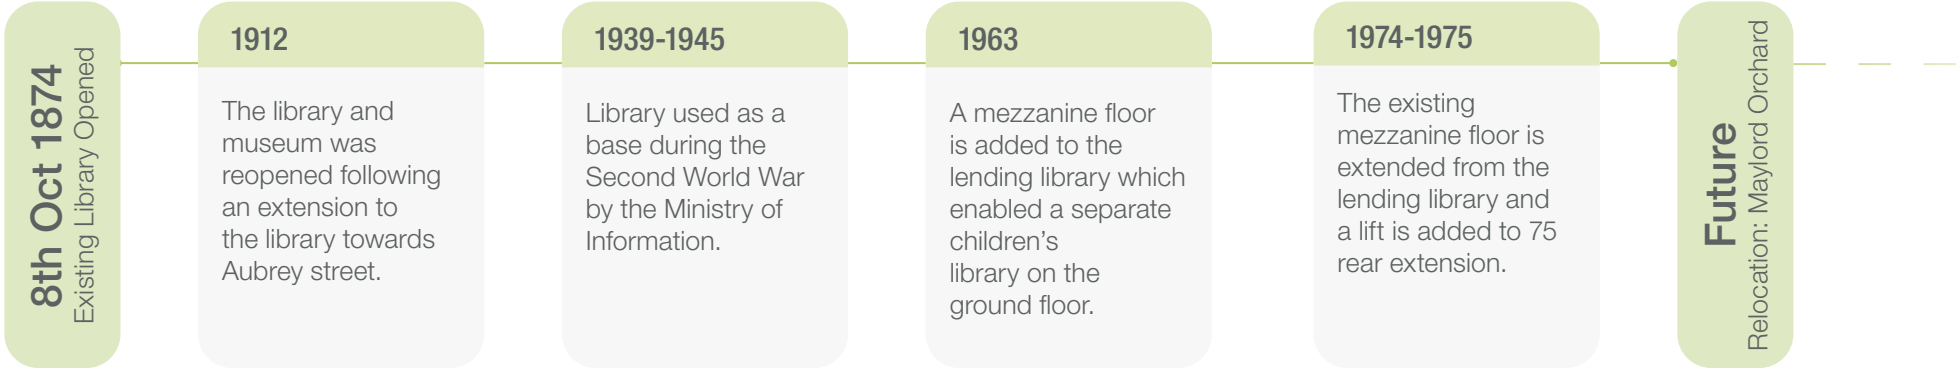 8th Oct 1874
Existing Library Opened
1912
The library and
museum was
reopened following
an extension to
the library towards
Aubrey street.
1939-1945
Library used as a
base during the
Second World War
by the Ministry of
Information.
1963
A mezzanine floor
is added to the
lending library which
enabled a separate
children's
library on the
ground floor.
1974-1975
The existing
mezzanine floor is
extended from the
lending library and
a lift is added to 75
rear extension.
Future
Relocation: Maylord Orchard